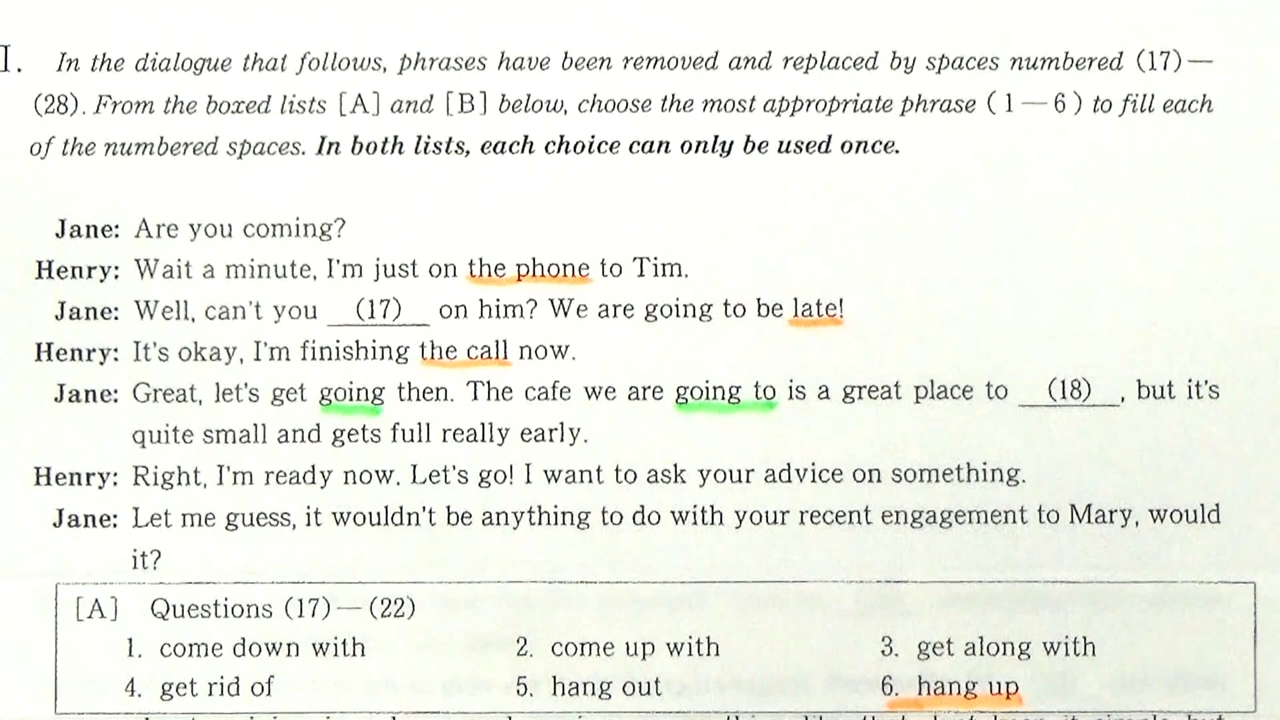 I. In the dialogue that follows, phrases have been removed and replaced by spaces numbered (17)—
(28). From the boxed lists [A] and [B] below, choose the most appropriate phrase (1—6) to fill each
of the numbered spaces. In both lists, each choice can only be used once.
Jane: Are you coming?
Henry: Wait a minute, I'm just on the phone to Tim.
Jane: Well, can't you (17) on him? We are going to be late!
Henry: It's okay, I'm finishing the call now.
Jane: Great, let's get going then. The cafe we are going to is a great place to (18), but it's
quite small and gets full really early.
Henry: Right, I'm ready now. Let's go! I want to ask your advice on something.
Jane: Let me guess, it wouldn't be anything to do with your recent engagement to Mary, would
it?
[A] Questions (17)—(22)
1. come down with 2. come up with 3. get along with
4. get rid of 5. hang out 6. hang up